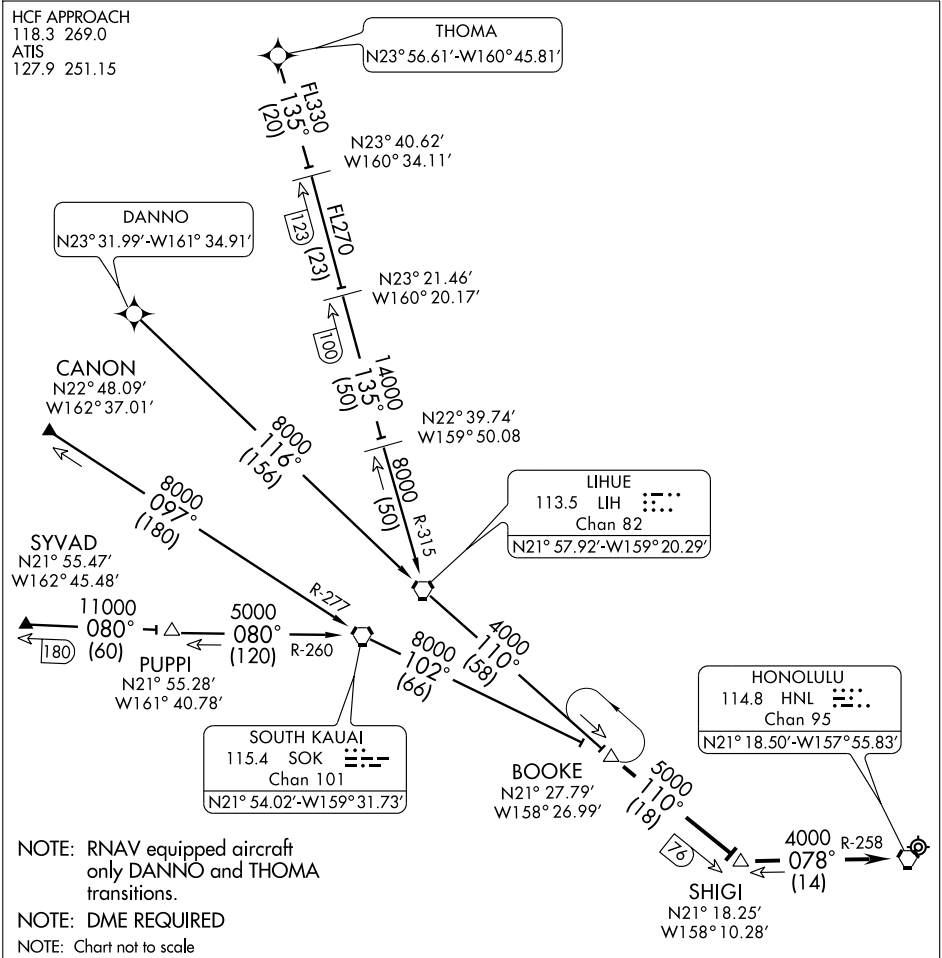 HCF APPROACH
118.3 269.0
ATIS
127.9 251.15
THOMA
N23° 56.61′-W160° 45.81′
FL330
135°
(20)
N23° 40.62′
W160° 34.11′
DANNO
N23° 31.99′-W161° 34.91′
123
FL270
(23)
N23° 21.46′
W160° 20.17′
100
14000
135°
(50)
CANON
N22° 48.09′
W162° 37.01′
N22° 39.74′
W159° 50.08
8000
116°
(156)
8000
(50)
R-315
LIHUE
113.5 LIH
Chan 82
N21° 57.92′-W159° 20.29′
8000
097°
(180)
R-277
SYVAD
N21° 55.47′
W162° 45.48′
11000
080°
(60)
180
PUPPI
N21° 55.28′
W161° 40.78′
5000
080°
(120)
R-260
8000
102°
(66)
4000
110°
(58)
HONOLULU
114.8 HNL
Chan 95
N21° 18.50′-W157° 55.83′
SOUTH KAUAI
115.4 SOK
Chan 101
N21° 54.02′-W159° 31.73′
BOOKE
N21° 27.79′
W158° 26.99′
5000
110°
(18)
76
4000
078°
(14)
R-258
SHIGI
N21° 18.25′
W158° 10.28′
NOTE: RNAV equipped aircraft
only DANNO and THOMA
transitions.
NOTE: DME REQUIRED
NOTE: Chart not to scale